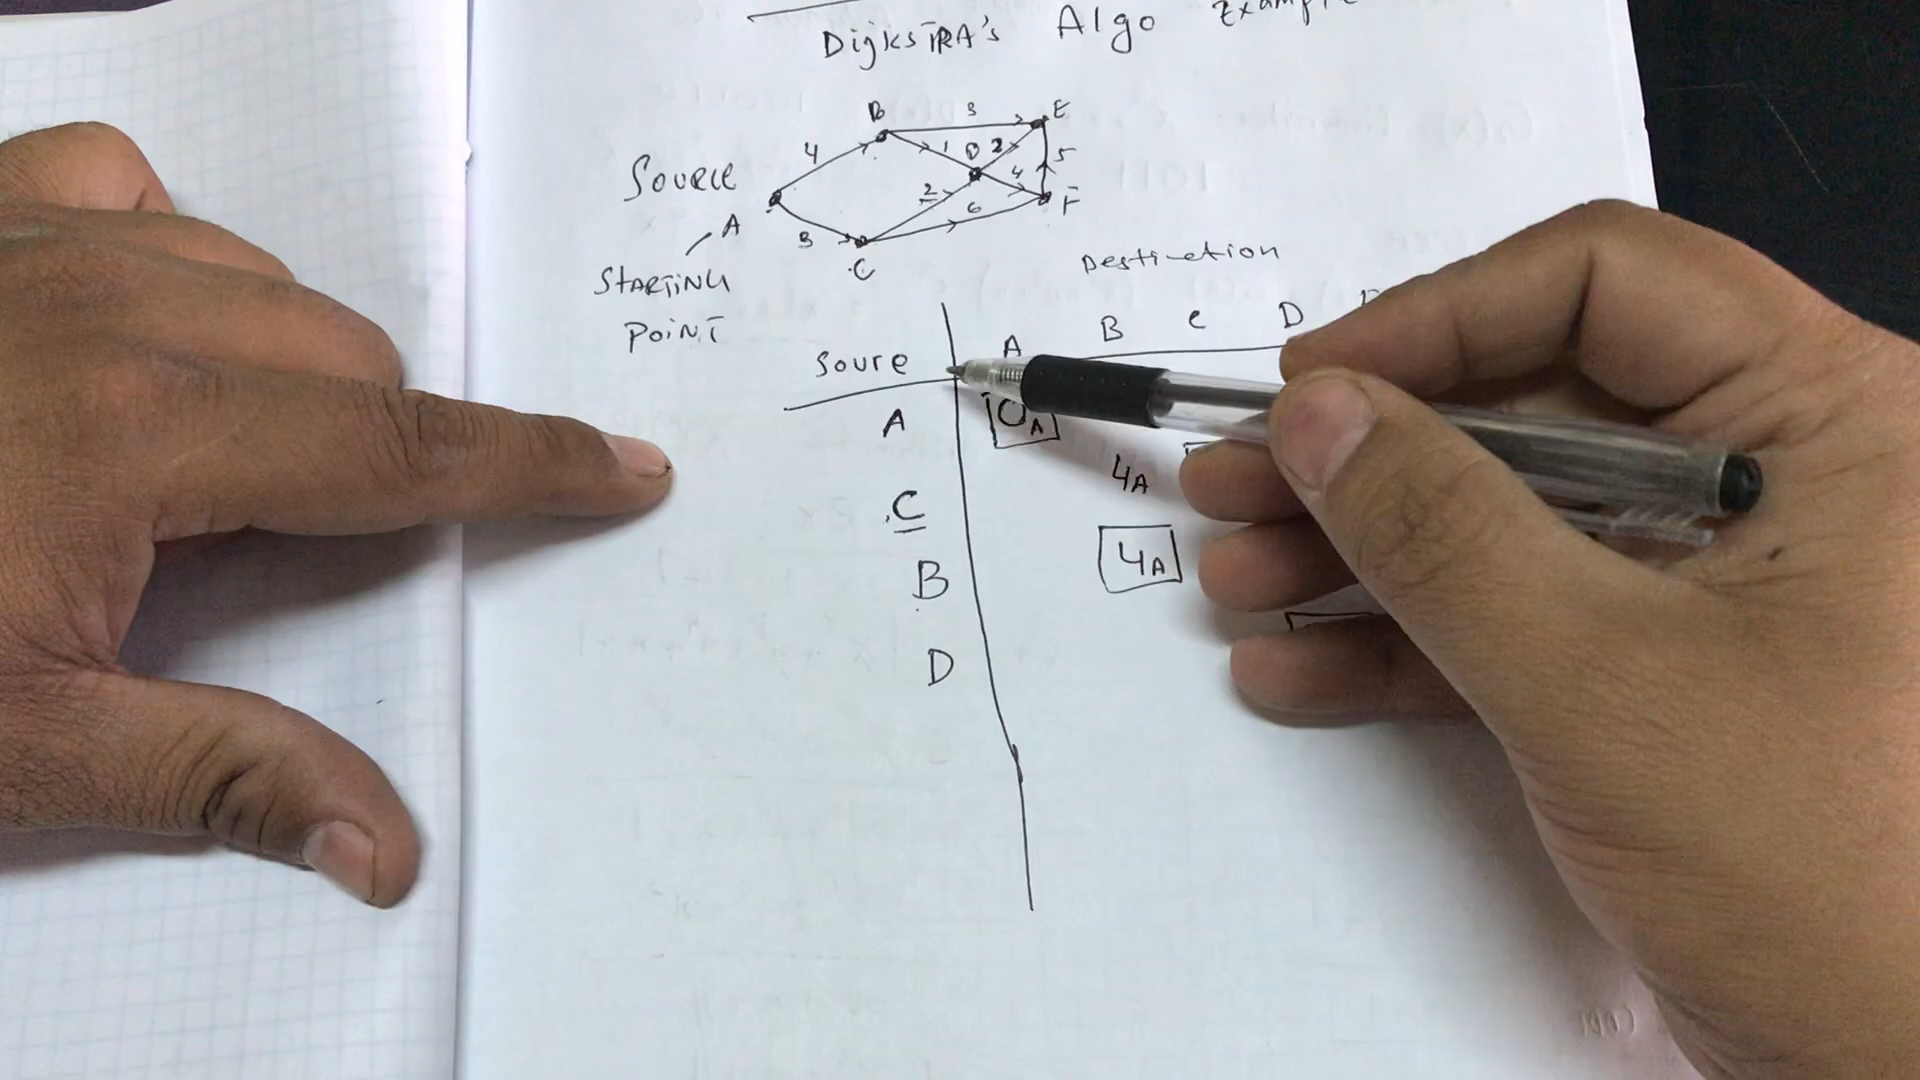 DijksTRA's Algo Example
B 3 E
4 1 D 2 5
Source 2 4
A 3 6 F
C
STARTING
POINT
Destination
Soure A B C D
A 0A
4A
C
4A
B
D